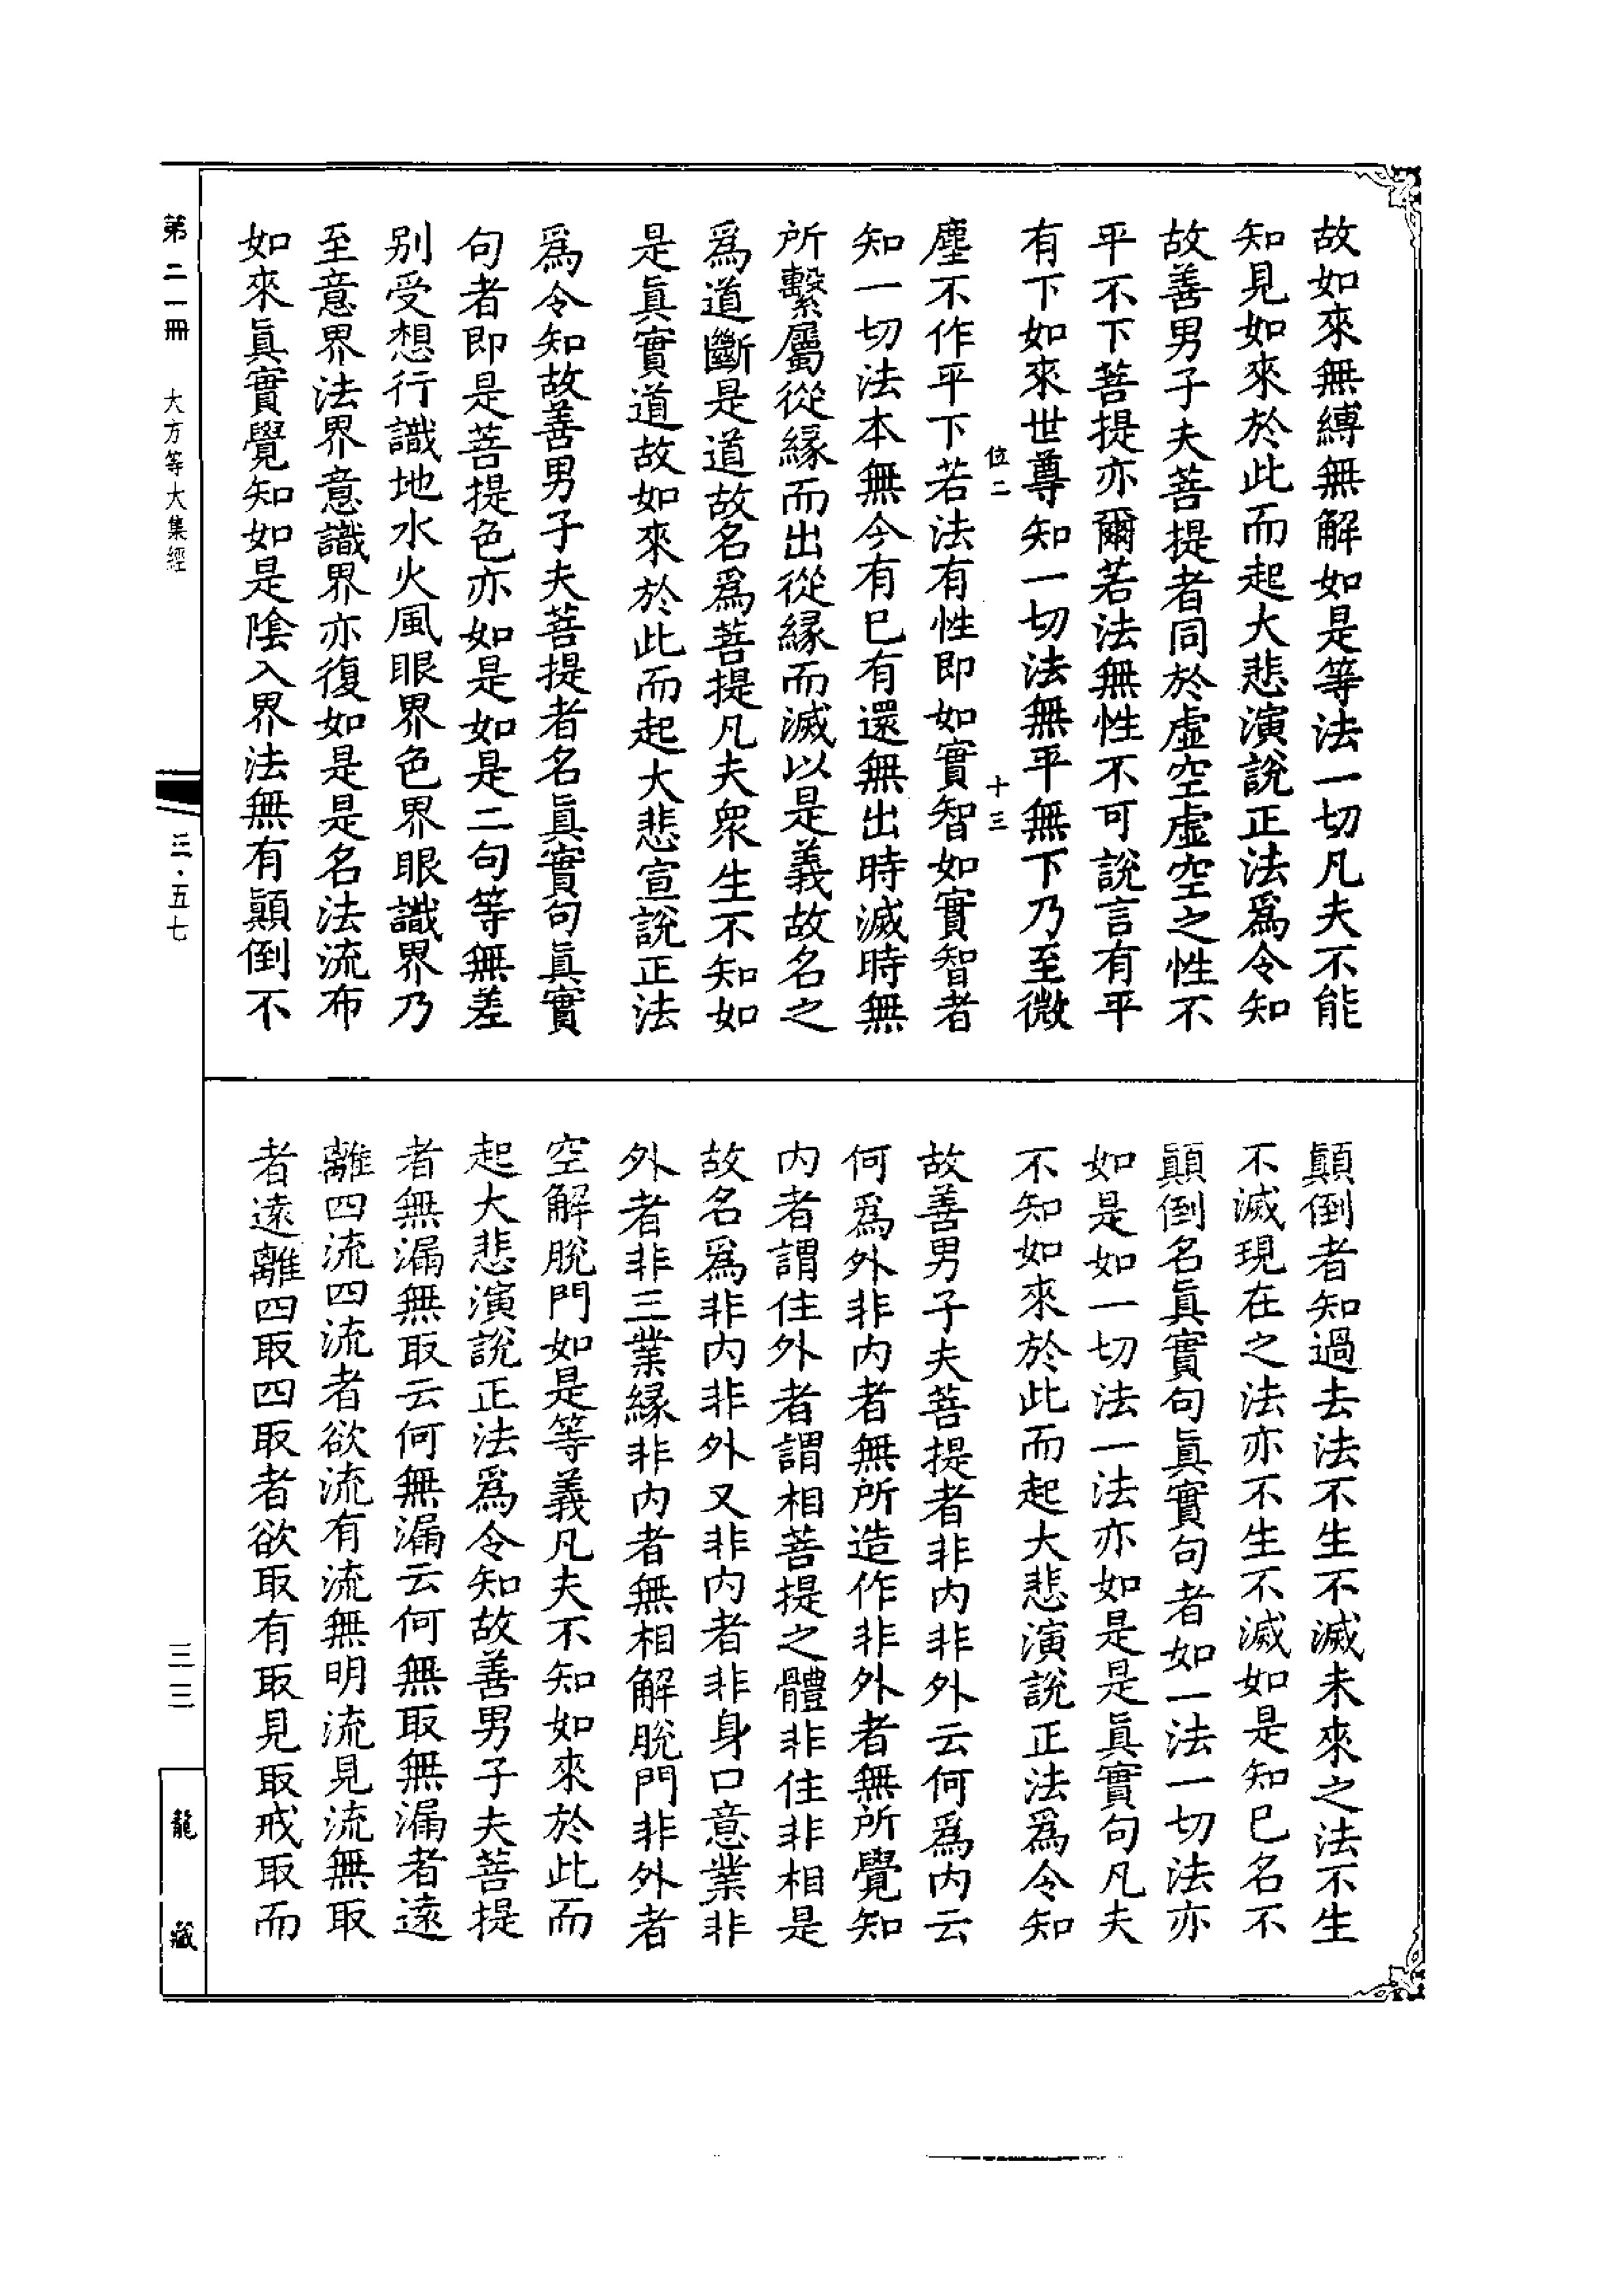 故如來無縛無解如是等法一切凡夫不能
知見如來於此而起大悲演說正法爲令知
故善男子夫菩提者同於虛空虛空之性不
平不下菩提亦爾若法無性不可說言有平
有下如來世尊知一切法無平無下乃至微
位二　十三
塵不作平下若法有性即如實智如實智者
知一切法本無今有已有還無出時滅時無
所繫屬從緣而出從緣而滅以是義故名之
爲道斷是道故名爲菩提凡夫衆生不知如
是眞實道故如來於此而起大悲宣說正法
爲令知故善男子夫菩提者名眞實句眞實
句者即是菩提色亦如是如是二句等無差
別受想行識地水火風眼界色界眼識界乃
至意界法界意識界亦復如是是名法流布
如來眞實覺知如是陰入界法無有顚倒不
顚倒者知過去法不生不滅未來之法不生
不滅現在之法亦不生不滅如是知已名不
顚倒名眞實句眞實句者如一法一切法亦
如是如一切法一法亦如是是眞實句凡夫
不知如來於此而起大悲演說正法爲令知
故善男子夫菩提者非內非外云何爲內云
何爲外非內者無所造作非外者無所覺知
內者謂住外者謂相菩提之體非住非相是
故名爲非內非外又非內者非身口意業非
外者非三業緣非內者無相解脫門非外者
空解脫門如是等義凡夫不知如來於此而
起大悲演說正法爲令知故善男子夫菩提
者無漏無取云何無漏云何無取無漏者遠
離四流四流者欲流有流無明流見流無取
者遠離四取四取者欲取有取見取戒取而
第二一冊　大方等大集經　三·五七　三三　龍藏